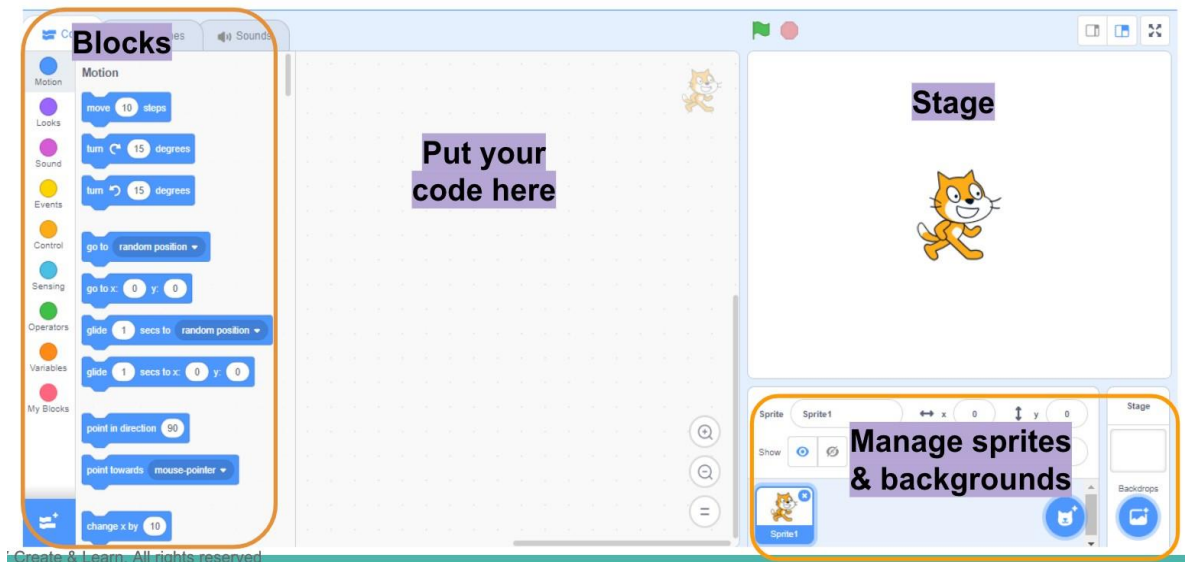 Blocks
Sounds
Motion
Looks
Sound
Events
Control
Sensing
Operators
Variables
My Blocks
Motion
move 10 steps
turn 15 degrees
turn 15 degrees
go to random position
go to x: 0 y: 0
glide 1 secs to random position
glide 1 secs to x: 0 y: 0
point in direction 90
point towards mouse-pointer
change x by 10
Put your
code here
Stage
Sprite Sprite1 x 0 y 0
Show
Manage sprites
& backgrounds
Sprite1
Stage
Backdrops
Create & Learn. All rights reserved